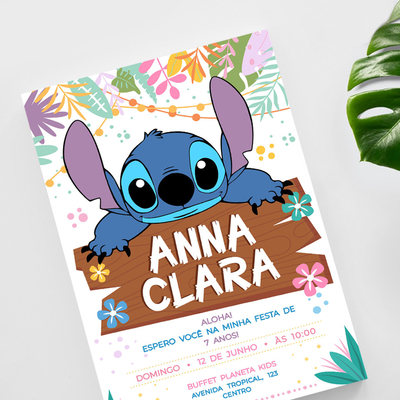 ANNA
CLARA
ALOHA!
ESPERO VOCÊ NA MINHA FESTA DE
7 ANOS!
DOMINGO • 12 DE JUNHO • ÀS 10:00
BUFFET PLANETA KIDS
AVENIDA TROPICAL, 123
CENTRO